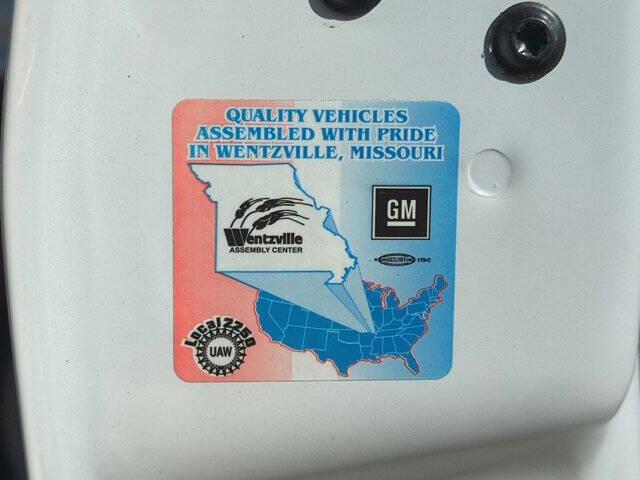 QUALITY VEHICLES
ASSEMBLED WITH PRIDE
IN WENTZVILLE, MISSOURI
Wentzville
ASSEMBLY CENTER
GM
Local 2250
UAW